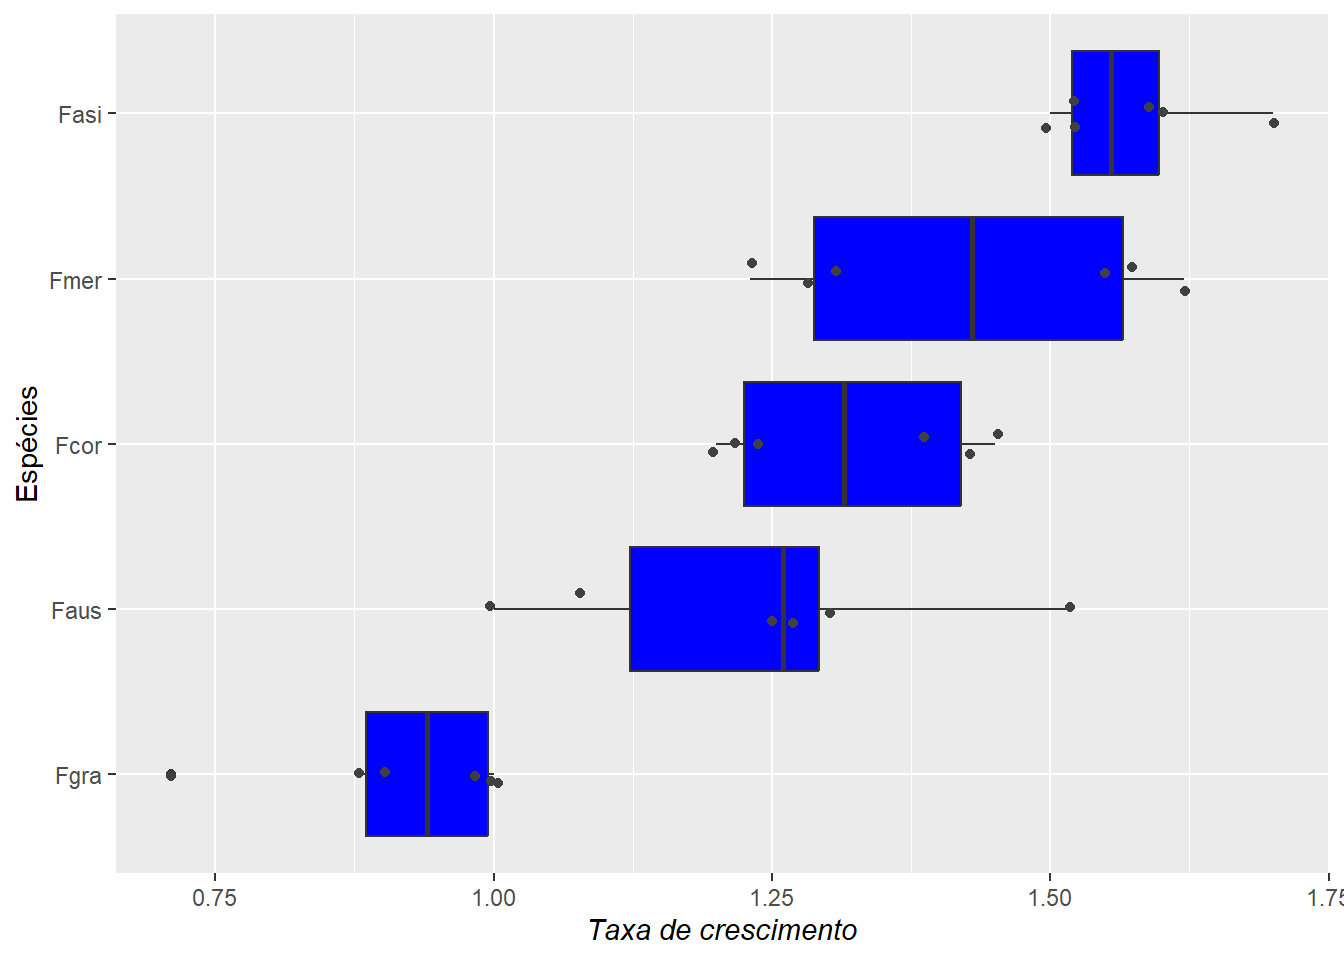 Fasi
Fmer
Fcor
Faus
Fgra
Espécies
0.75 1.00 1.25 1.50 1.75
Taxa de crescimento